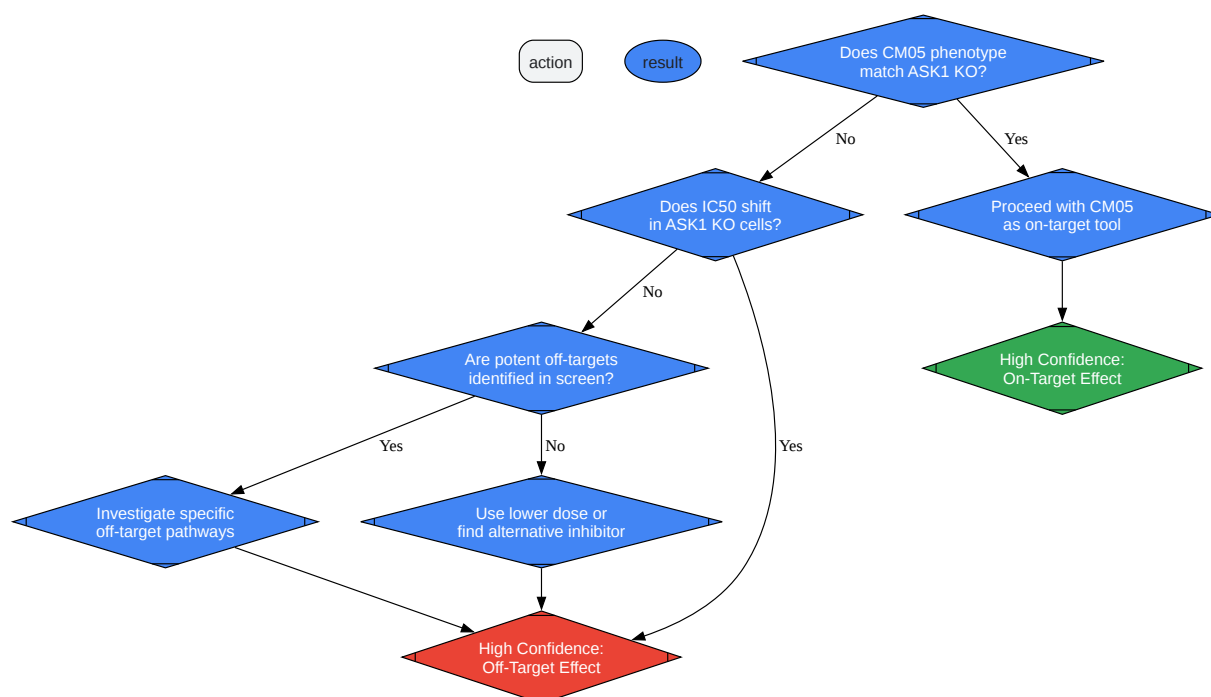 action
result
Does CM05 phenotype
match ASK1 KO?
No
Yes
Does IC50 shift
in ASK1 KO cells?
Proceed with CM05
as on-target tool
No
Are potent off-targets
identified in screen?
High Confidence:
On-Target Effect
Yes
No
Yes
Investigate specific
off-target pathways
Use lower dose or
find alternative inhibitor
High Confidence:
Off-Target Effect